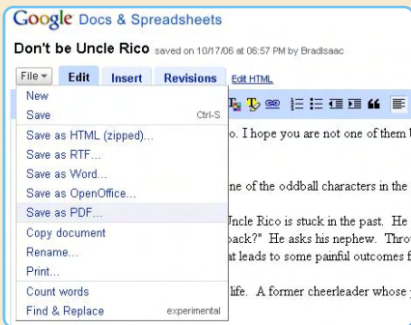 Google Docs & Spreadsheets
Don't be Uncle Rico saved on 10/17/06 at 06:57 PM by BradIsaac
File Edit Insert Revisions Edit HTML
New
Save Ctrl-S
Save as HTML (zipped)...
o. I hope you are not one of them
Save as RTF...
Save as Word...
ne of the oddball characters in the
Save as OpenOffice...
Save as PDF...
Uncle Rico is stuck in the past. He
Copy document
back?" He asks his nephew. Throu
Rename...
at leads to some painful outcomes f
Print...
Count words
life. A former cheerleader whose
Find & Replace experimental